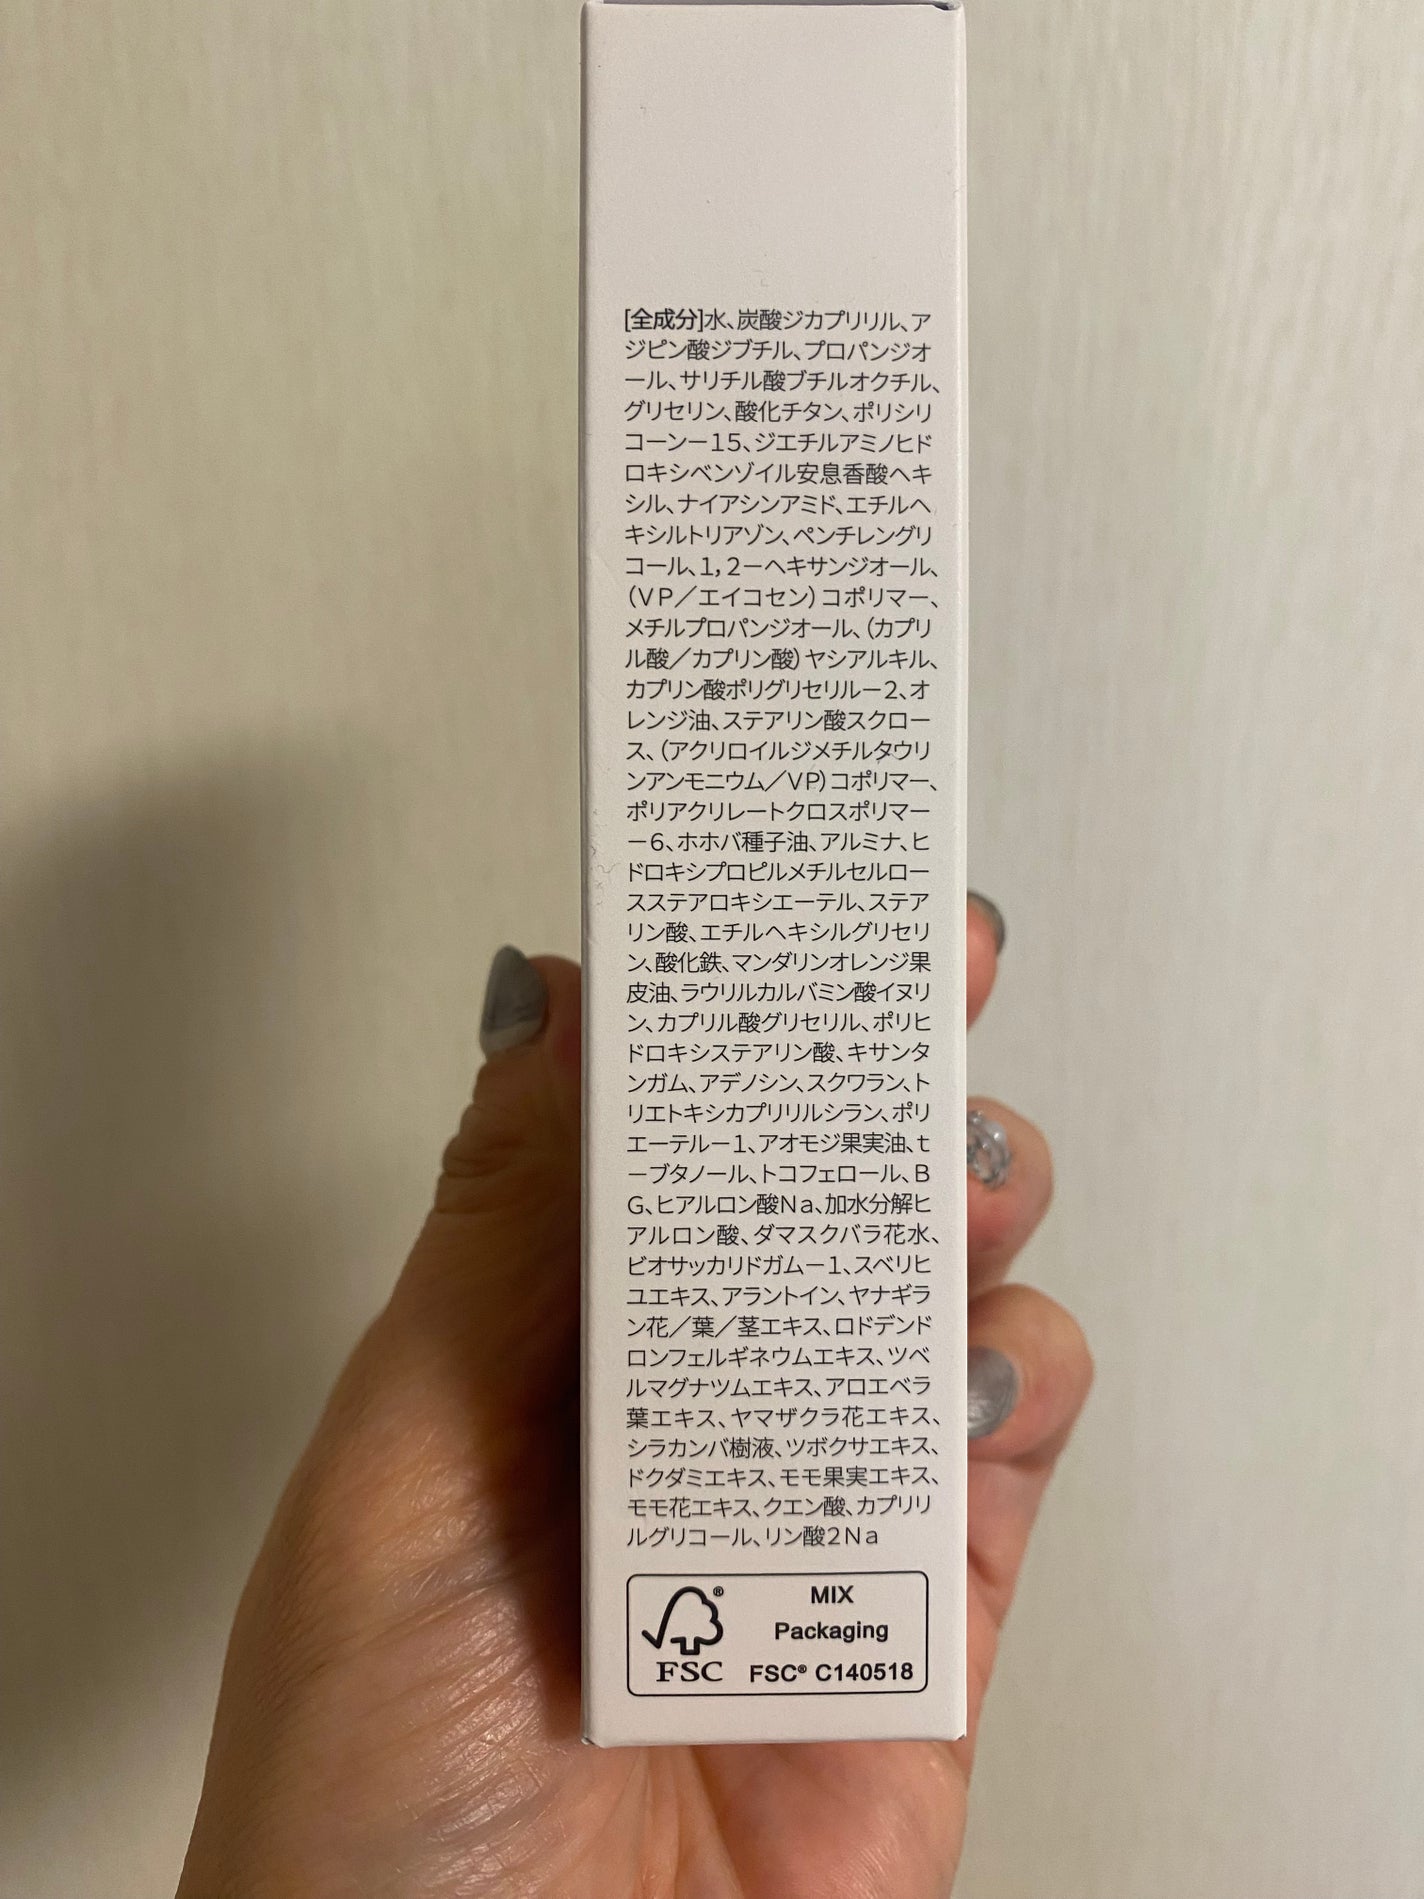 [全成分]水、炭酸ジカプリリル、ア
ジピン酸ジブチル、プロパンジオ
ール、サリチル酸ブチルオクチル、
グリセリン、酸化チタン、ポリシリ
コーンー15、ジエチルアミノヒド
ロキシベンゾイル安息香酸ヘキ
シル、ナイアシンアミド、エチルヘ
キシルトリアゾン、ペンチレングリ
コール、1,2－ヘキサンジオール、
(VP／エイコセン)コポリマー、
メチルプロパンジオール、(カプリ
ル酸／カプリン酸)ヤシアルキル、
カプリン酸ポリグリセリルー2、オ
レンジ油、ステアリン酸スクロー
ス、(アクリロイルジメチルタウリ
ンアンモニウム／VP)コポリマー、
ポリアクリレートクロスポリマー
－6、ホホバ種子油、アルミナ、ヒ
ドロキシプロピルメチルセルロー
スステアロキシエーテル、ステア
リン酸、エチルヘキシルグリセリ
ン、酸化鉄、マンダリンオレンジ果
皮油、ラウリルカルバミン酸イヌリ
ン、カプリル酸グリセリル、ポリヒ
ドロキシステアリン酸、キサンタ
ンガム、アデノシン、スクワラン、ト
リエトキシカプリリルシラン、ポリ
エーテルー1、アオモジ果実油、t
－ブタノール、トコフェロール、B
G、ヒアルロン酸Na、加水分解ヒ
アルロン酸、ダマスクバラ花水、
ビオサッカリドガムー1、スベリヒ
ユエキス、アラントイン、ヤナギラ
ン花／葉／茎エキス、ロドデンド
ロンフェルギネウムエキス、ツベ
ルマグナツムエキス、アロエベラ
葉エキス、ヤマザクラ花エキス、
シラカンバ樹液、ツボクサエキス、
ドクダミエキス、モモ果実エキス、
モモ花エキス、クエン酸、カプリリ
ルグリコール、リン酸2Na
MIX
Packaging
FSC® C140518
®
FSC